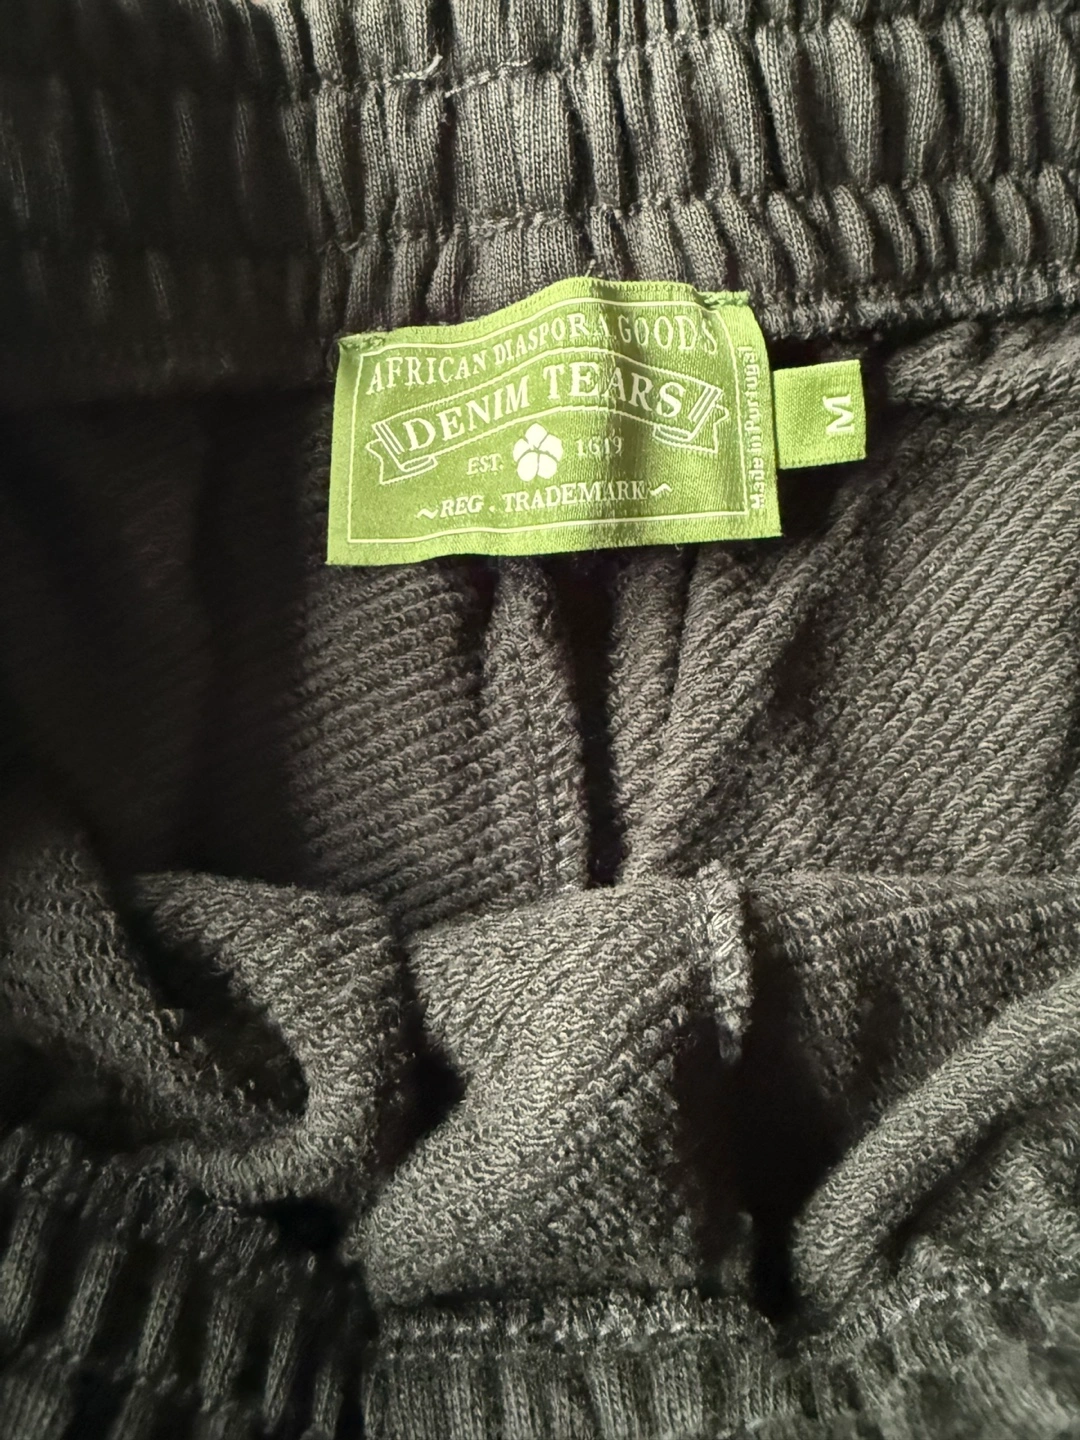 AFRICAN DIASPORA GOODS
DENIM TEARS
EST. 1619
~REG . TRADEMARK~
Made in Portugal
M